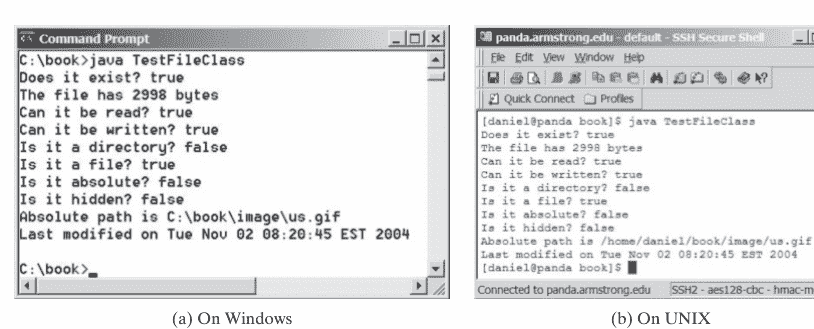 Command Prompt
C:\book>java TestFileClass
Does it exist? true
The file has 2998 bytes
Can it be read? true
Can it be written? true
Is it a directory? false
Is it a file? true
Is it absolute? false
Is it hidden? false
Absolute path is C:\book\image\us.gif
Last modified on Tue Nov 02 08:20:45 EST 2004
C:\book>
(a) On Windows
panda.armstrong.edu - default - SSH Secure Shell
File Edit View Window Help
Quick Connect Profiles
[daniel@panda book]$ java TestFileClass
Does it exist? true
The file has 2998 bytes
Can it be read? true
Can it be written? true
Is it a directory? false
Is it a file? true
Is it absolute? false
Is it hidden? false
Absolute path is /home/daniel/book/image/us.gif
Last modified on Tue Nov 02 08:20:45 EST 2004
[daniel@panda book]$
Connected to panda.armstrong.edu SSH2 - aes128-cbc - hmac-m
(b) On UNIX